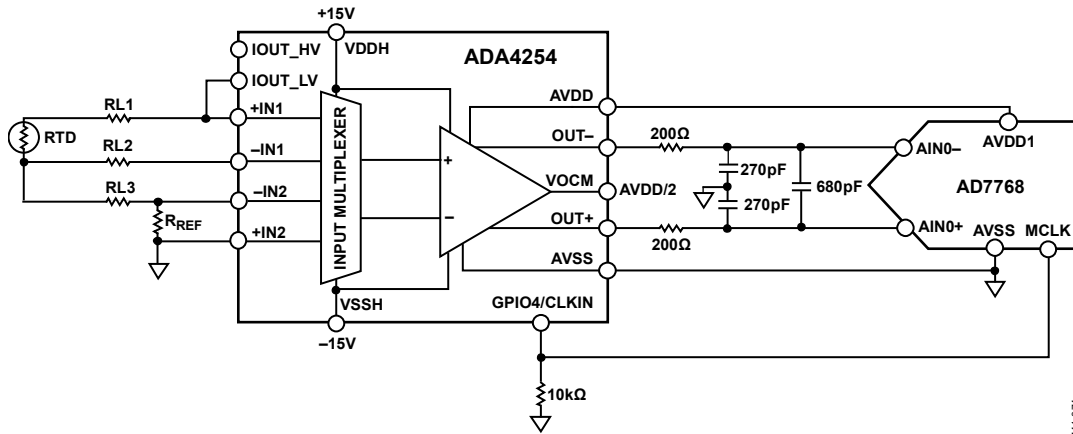 +15V
IOUT_HV
VDDH
ADA4254
IOUT_LV
AVDD
RL1
+IN1
OUT–
200Ω
AVDD1
RTD
INPUT MULTIPLEXER
AIN0–
RL2
–IN1
+
270pF
VOCM
AVDD/2
680pF
AD7768
RL3
–IN2
270pF
–
OUT+
RREF
+IN2
200Ω
AIN0+
AVSS
MCLK
AVSS
VSSH
GPIO4/CLKIN
–15V
10kΩ